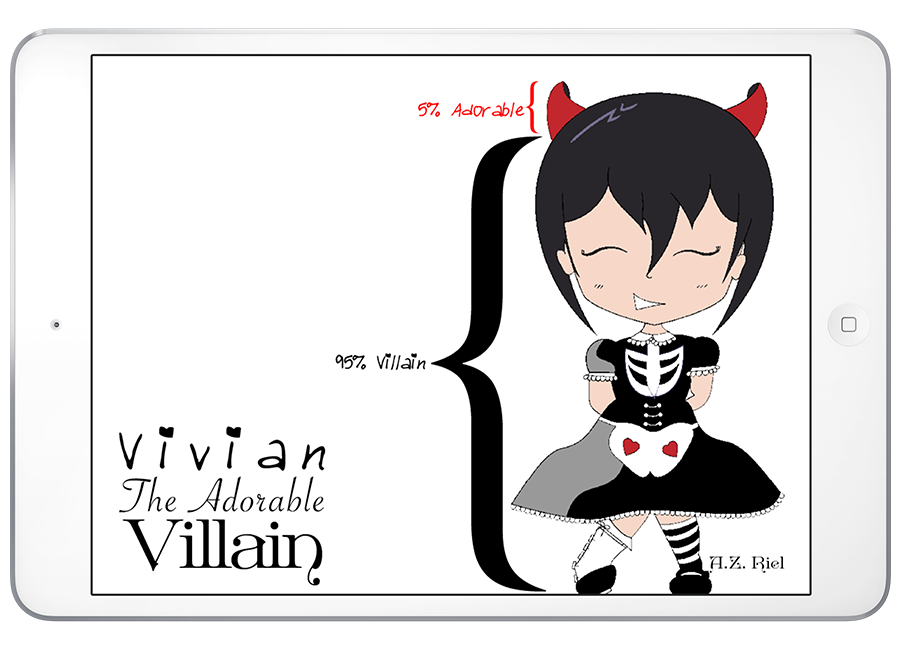 5% Adorable
95% Villain
Vivian
The Adorable
Villain
A.Z. Riel